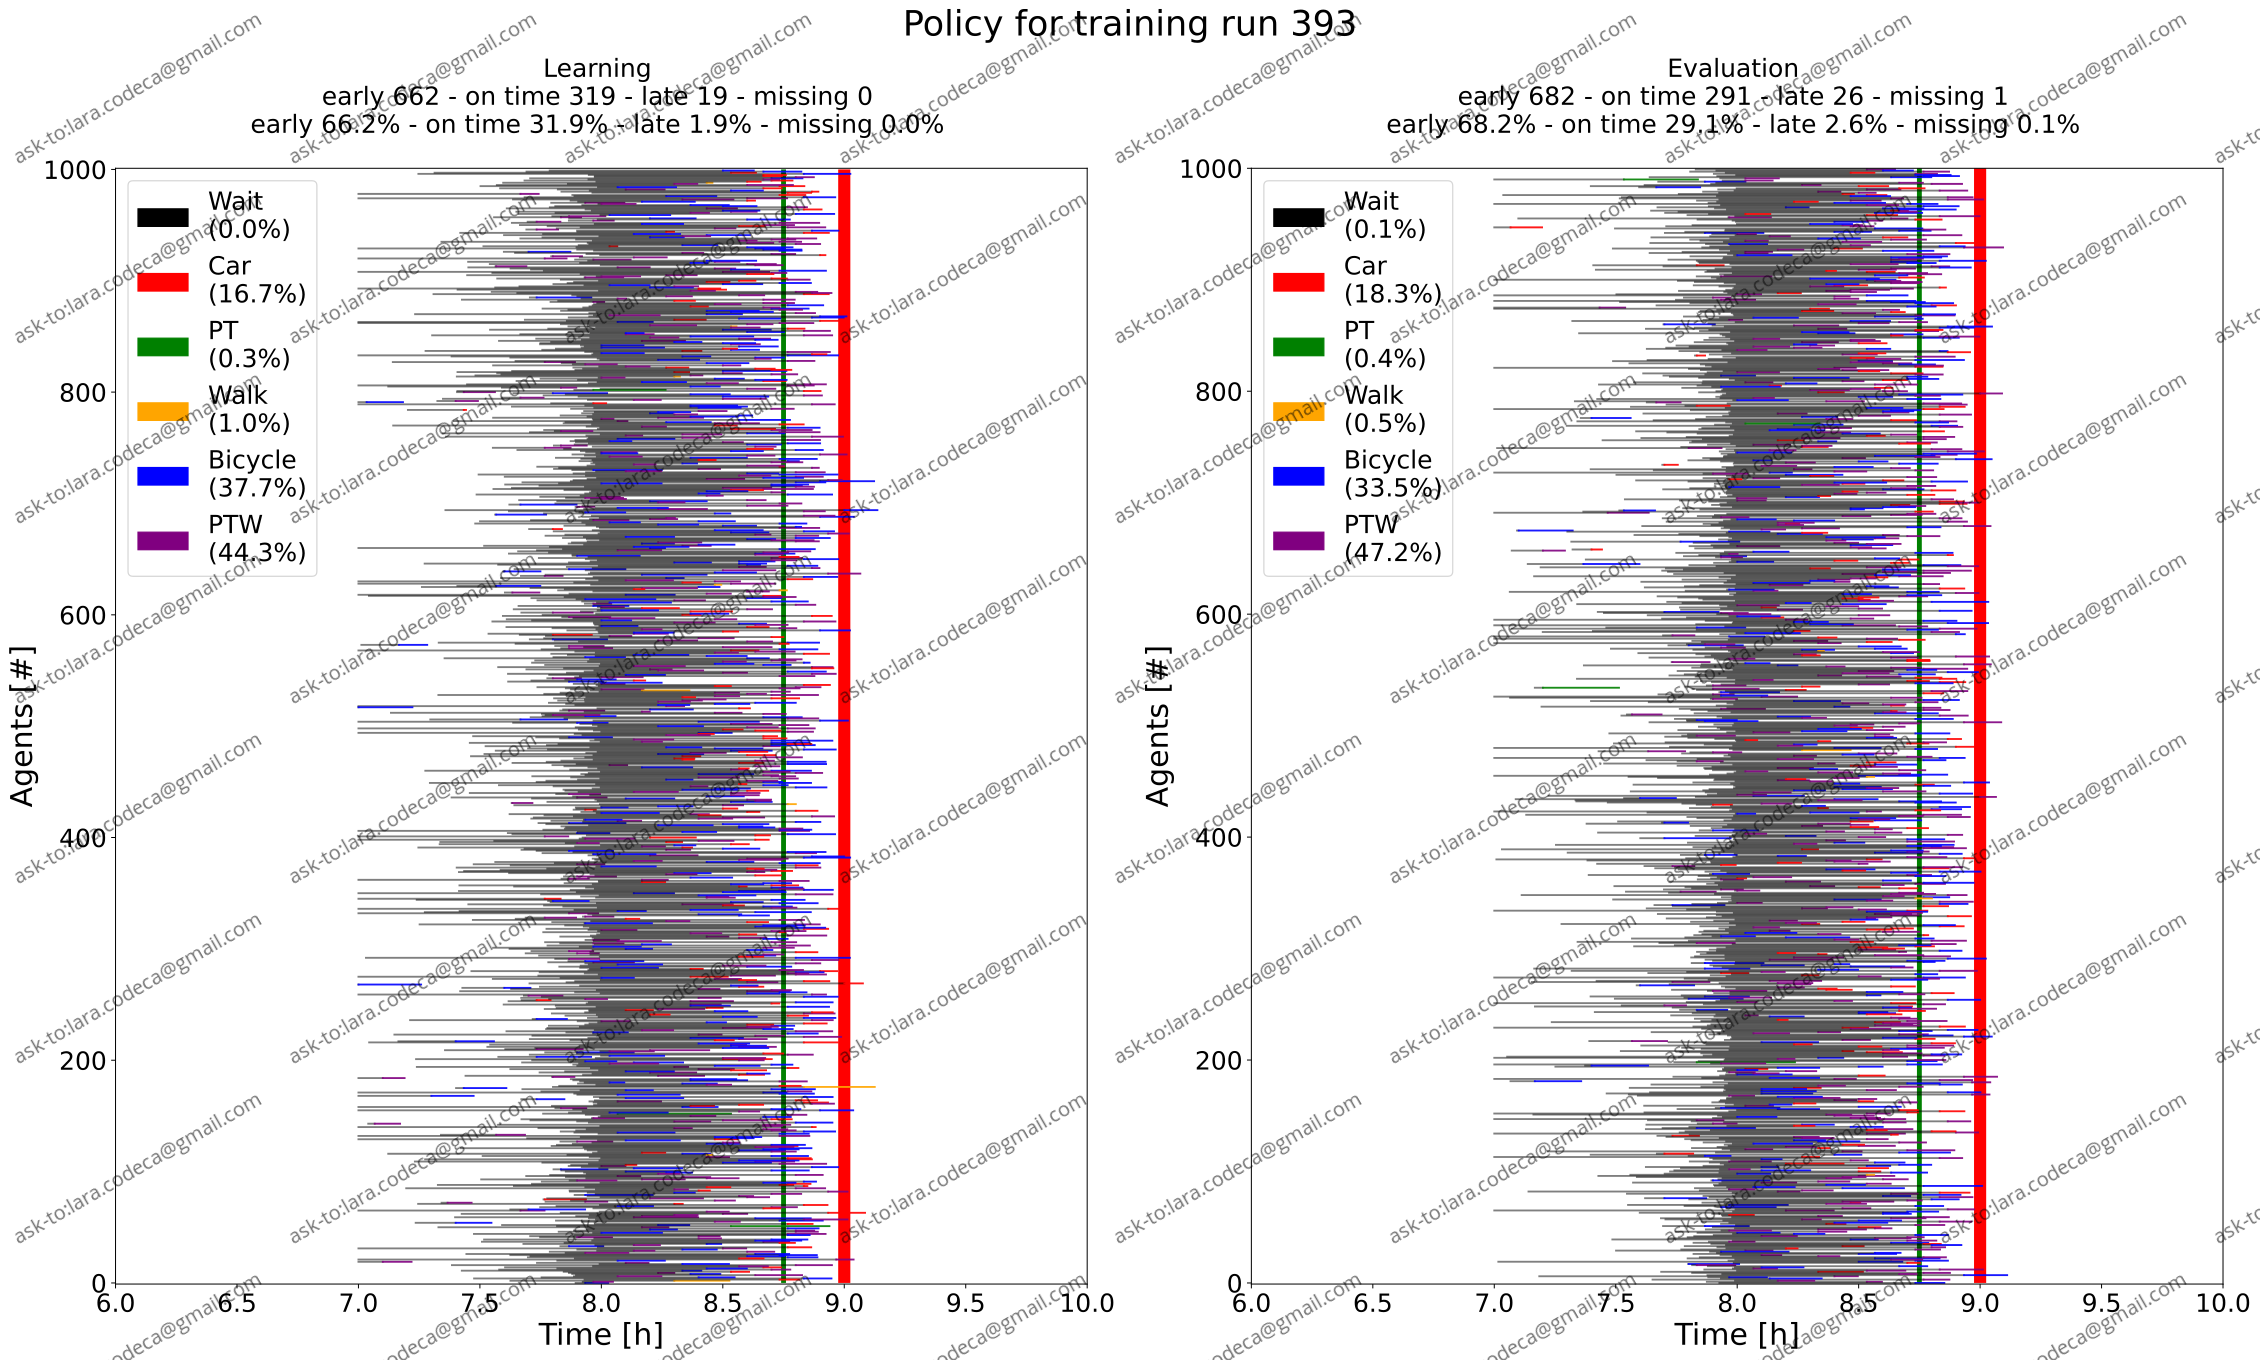 Policy for training run 393
Learning
early 662 - on time 319 - late 19 - missing 0
early 66.2% - on time 31.9% - late 1.9% - missing 0.0%
1000
800
600
400
200
0
Agents [#]
Wait
(0.0%)
Car
(16.7%)
PT
(0.3%)
Walk
(1.0%)
Bicycle
(37.7%)
PTW
(44.3%)
6.0 6.5 7.0 7.5 8.0 8.5 9.0 9.5 10.0
Time [h]
Evaluation
early 682 - on time 291 - late 26 - missing 1
early 68.2% - on time 29.1% - late 2.6% - missing 0.1%
1000
800
600
400
200
0
Agents [#]
Wait
(0.1%)
Car
(18.3%)
PT
(0.4%)
Walk
(0.5%)
Bicycle
(33.5%)
PTW
(47.2%)
6.0 6.5 7.0 7.5 8.0 8.5 9.0 9.5 10.0
Time [h]
ask-to:lara.codeca@gmail.com